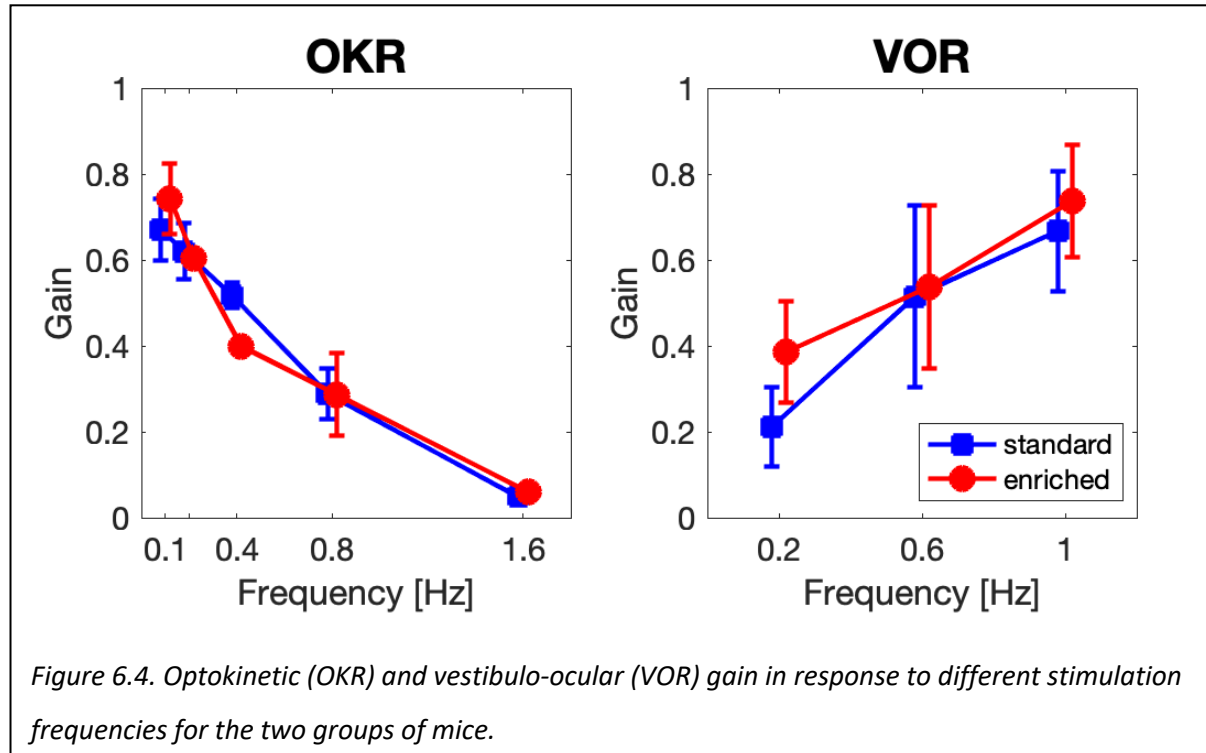 OKR
1
0.8
0.6
0.4
0.2
0
Gain
0.1 0.4 0.8 1.6
Frequency [Hz]
VOR
1
0.8
0.6
0.4
0.2
0
Gain
standard
enriched
0.2 0.6 1
Frequency [Hz]
Figure 6.4. Optokinetic (OKR) and vestibulo-ocular (VOR) gain in response to different stimulation
frequencies for the two groups of mice.